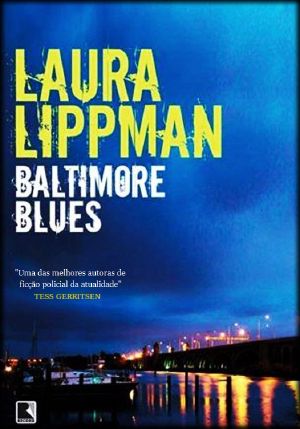 LAURA
LIPPMAN
BALTIMORE
BLUES
"Uma das melhores autoras de
ficção policial da atualidade"
TESS GERRITSEN